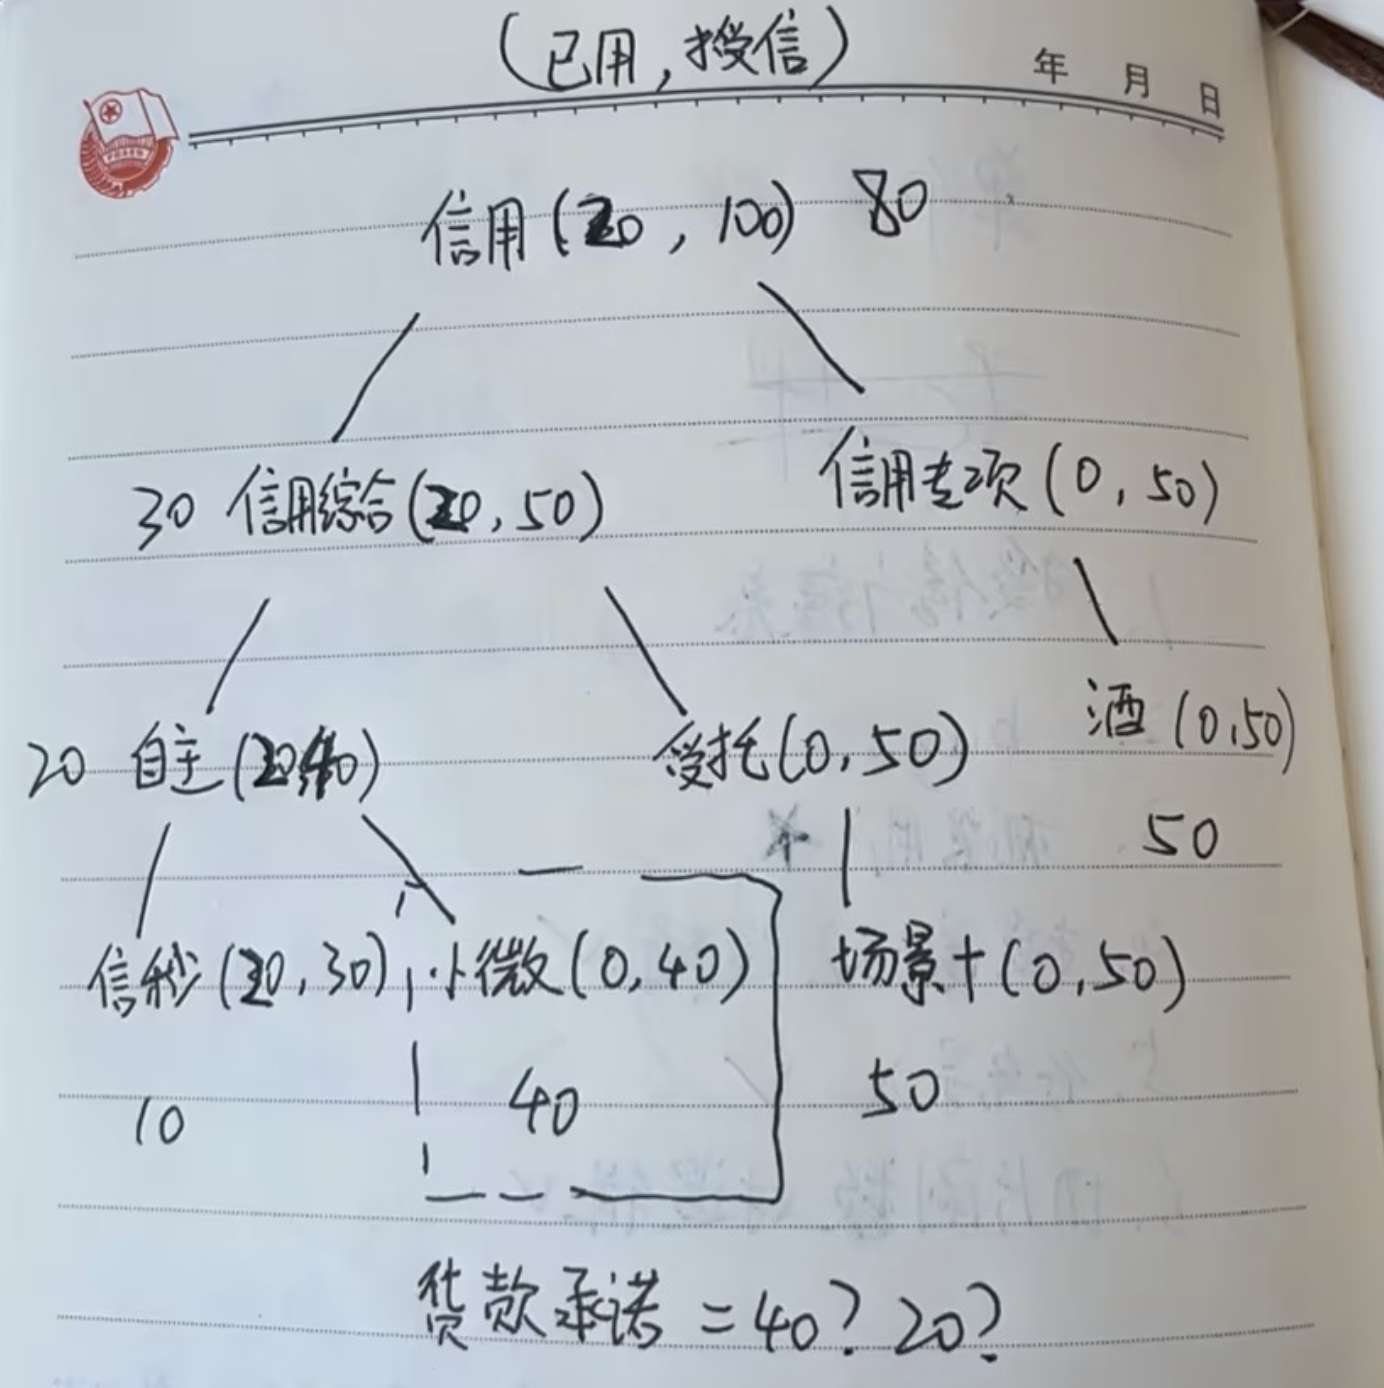 (已用,授信)
年 月 日
信用(20,100) 80
30 信用综合(20,50)
信用专项(0,50)
20 自主(20,40)
受托(0,50)
酒(0,50)
50
信秒(20,30)
小微(0,40)
场景+(0,50)
10
40
50
贷款承诺=40?20?